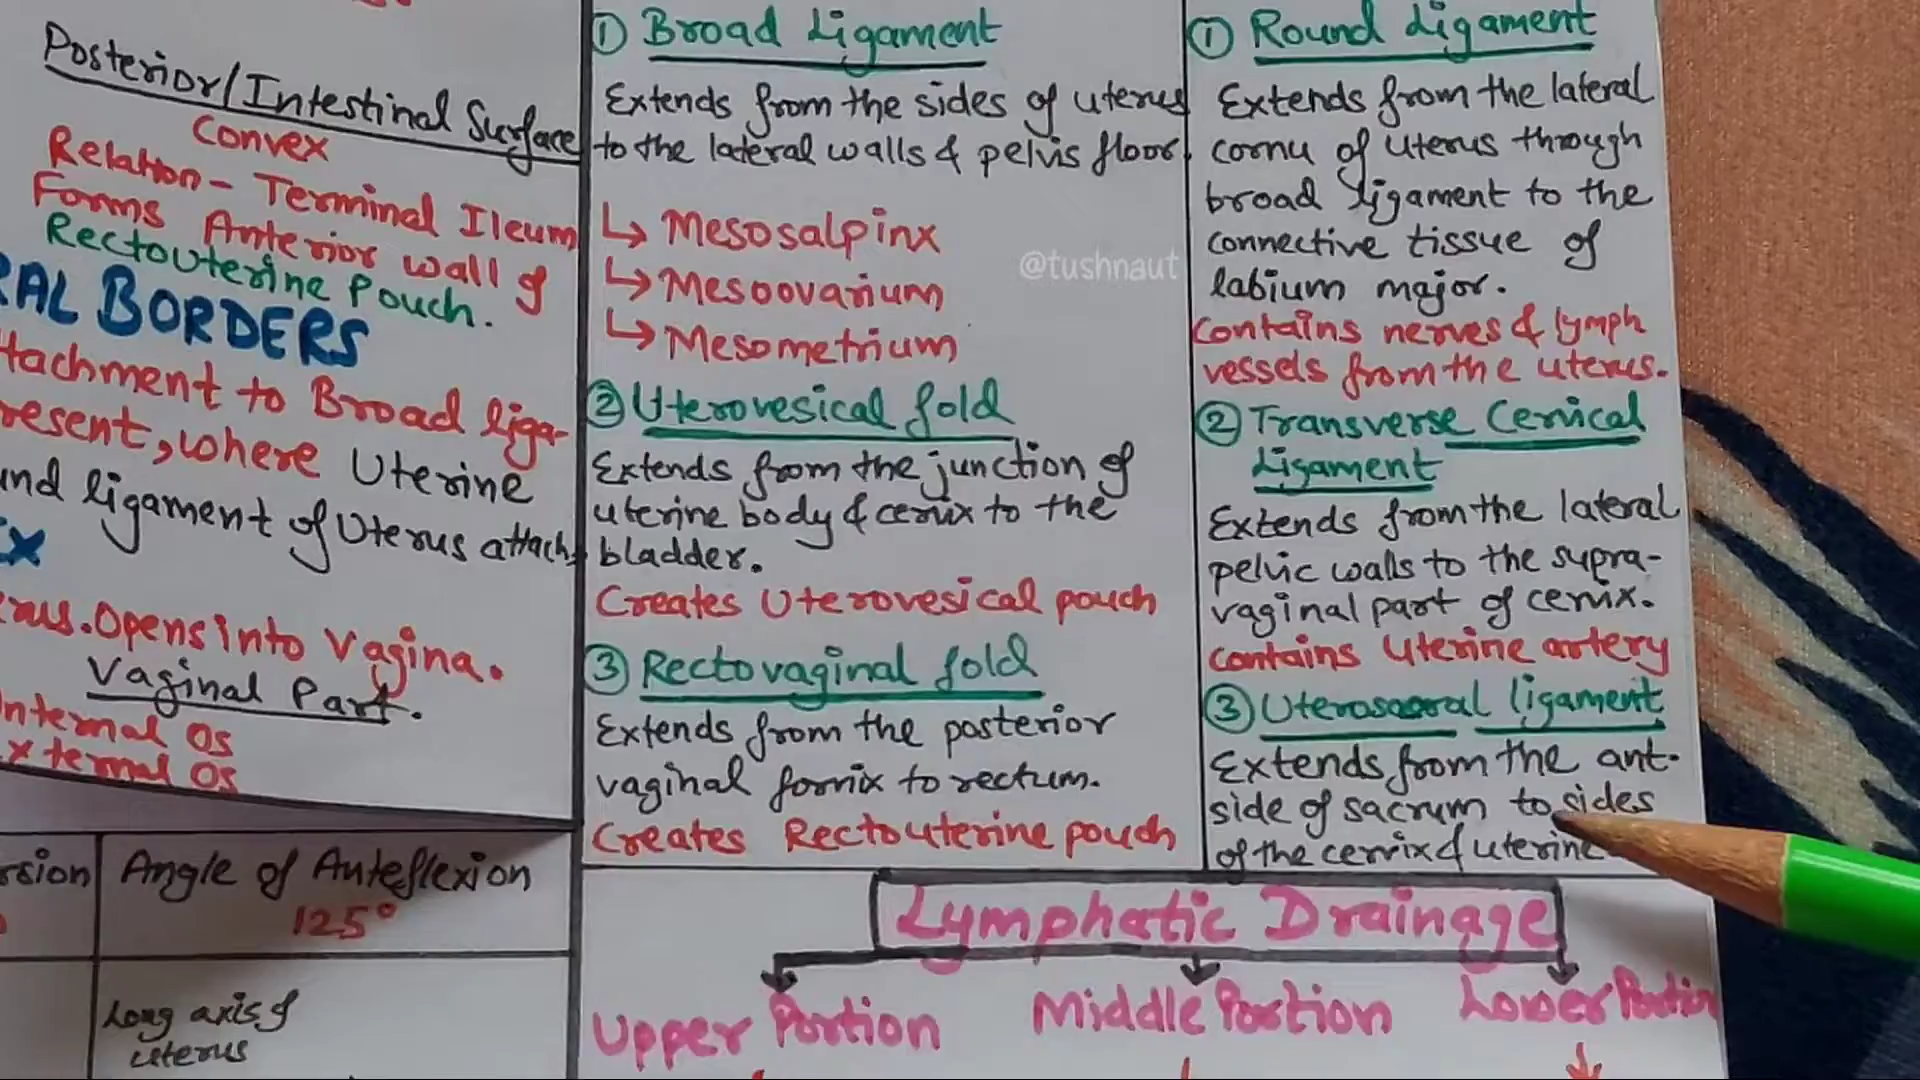 Posterior/Intestinal Surface
Convex
Relation - Terminal Ileum
Forms Anterior wall of
Rectouterine Pouch.
RAL BORDERS
ttachment to Broad liga-
resent, where Uterine
und ligament of Uterus attach
rus. Opens into Vagina.
Vaginal Part.
nternal Os
xternal Os
rsion
Angle of Anteflexion
125°
Long axis of
uterus
① Broad Ligament
Extends from the sides of uterus
to the lateral walls & pelvis floor.
↳ Mesosalpinx
↳ Mesoovarium
↳ Mesometrium
② Uterovesical fold
Extends from the junction of
uterine body & cervix to the
bladder.
Creates Uterovesical pouch
③ Rectovaginal fold
Extends from the posterior
vaginal fornix to rectum.
Creates Rectouterine pouch
@tushnaut
① Round Ligament
Extends from the lateral
cornu of uterus through
broad ligament to the
connective tissue of
labium major.
Contains nerves & lymph
vessels from the uterus.
② Transverse Cervical
Ligament
Extends from the lateral
pelvic walls to the supra-
vaginal part of cervix.
Contains Uterine artery
③ Uterosacral ligament
Extends from the ant.
side of sacrum to sides
of the cervix & uterine
Lymphatic Drainage
Upper Portion
Middle Portion
Lower Portion